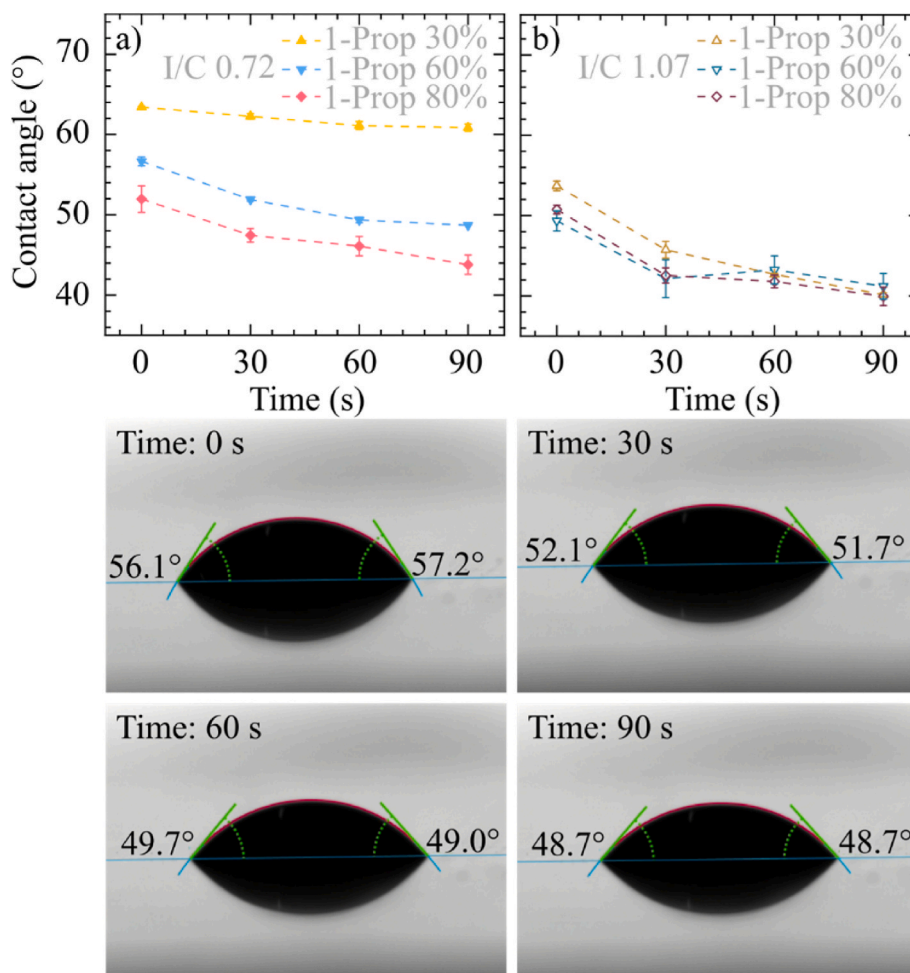 a)
1-Prop 30%
I/C 0.72
1-Prop 60%
1-Prop 80%
b)
1-Prop 30%
I/C 1.07
1-Prop 60%
1-Prop 80%
Contact angle (°)
70
60
50
40
0 30 60 90
Time (s)
0 30 60 90
Time (s)
Time: 0 s
56.1°
57.2°
Time: 30 s
52.1°
51.7°
Time: 60 s
49.7°
49.0°
Time: 90 s
48.7°
48.7°